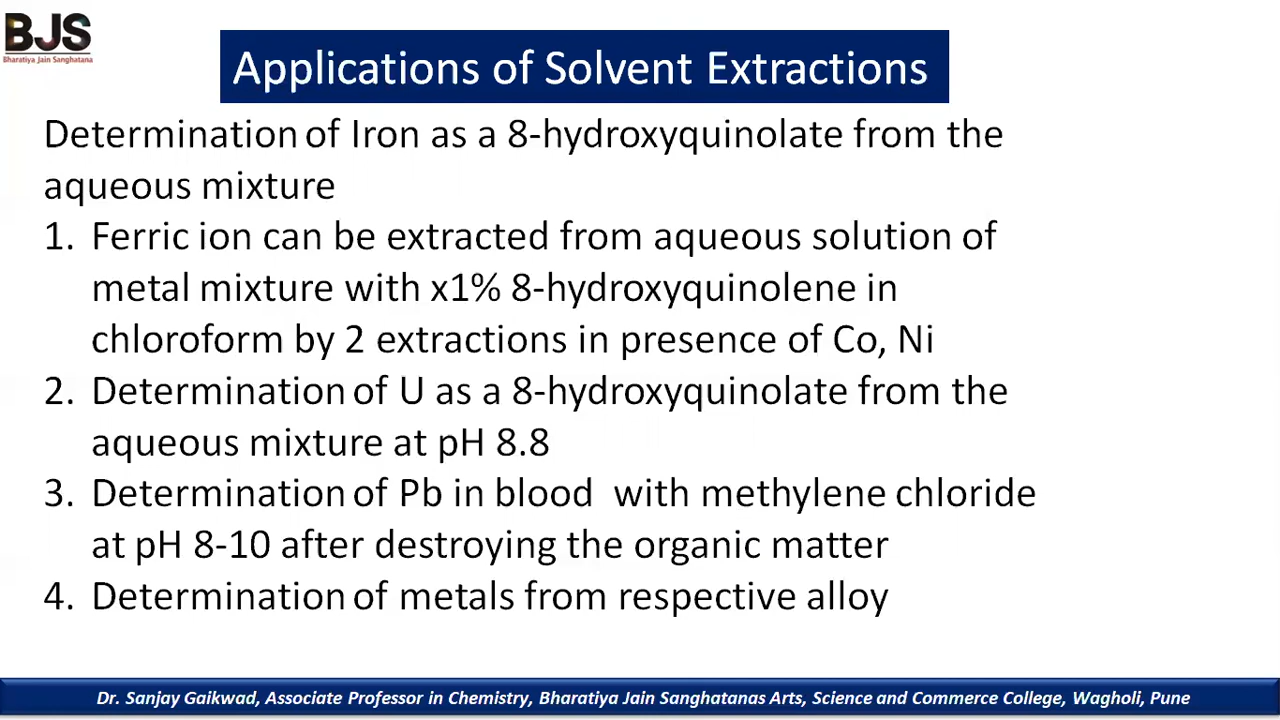 BJS
Bharatiya Jain Sanghatana
Applications of Solvent Extractions
Determination of Iron as a 8-hydroxyquinolate from the
aqueous mixture
1. Ferric ion can be extracted from aqueous solution of
metal mixture with x1% 8-hydroxyquinolene in
chloroform by 2 extractions in presence of Co, Ni
2. Determination of U as a 8-hydroxyquinolate from the
aqueous mixture at pH 8.8
3. Determination of Pb in blood with methylene chloride
at pH 8-10 after destroying the organic matter
4. Determination of metals from respective alloy
Dr. Sanjay Gaikwad, Associate Professor in Chemistry, Bharatiya Jain Sanghatanas Arts, Science and Commerce College, Wagholi, Pune